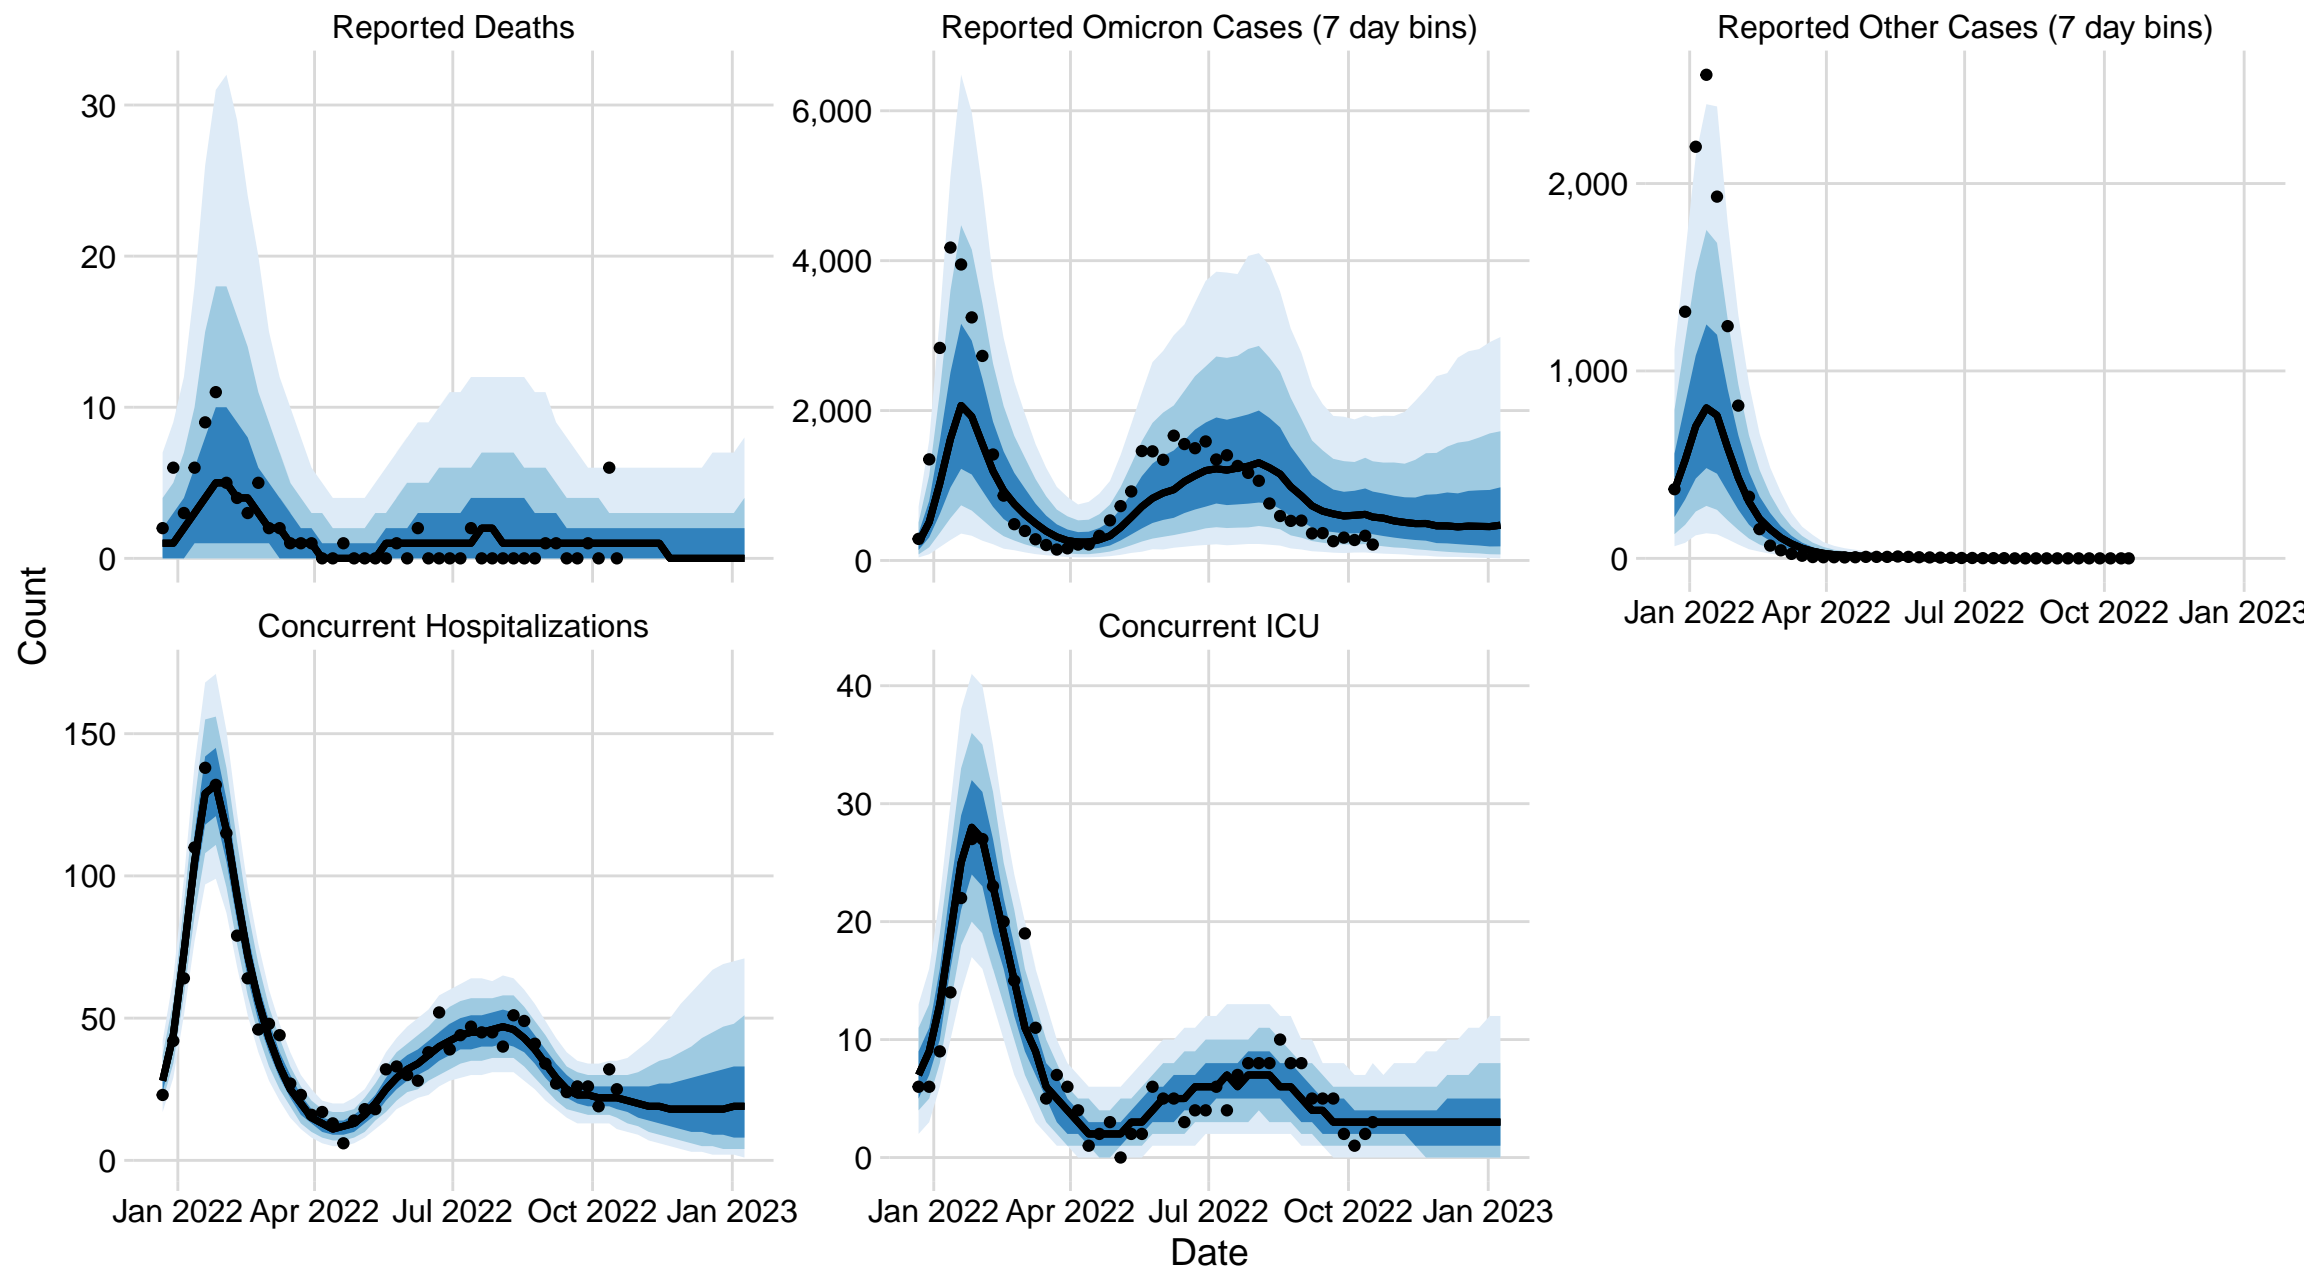 Reported Deaths
Reported Omicron Cases (7 day bins)
Reported Other Cases (7 day bins)
30
20
10
0
6,000
4,000
2,000
0
2,000
1,000
0
Jan 2022 Apr 2022 Jul 2022 Oct 2022 Jan 2023
Count
Concurrent Hospitalizations
Concurrent ICU
150
100
50
0
40
30
20
10
0
Jan 2022 Apr 2022 Jul 2022 Oct 2022 Jan 2023
Jan 2022 Apr 2022 Jul 2022 Oct 2022 Jan 2023
Date